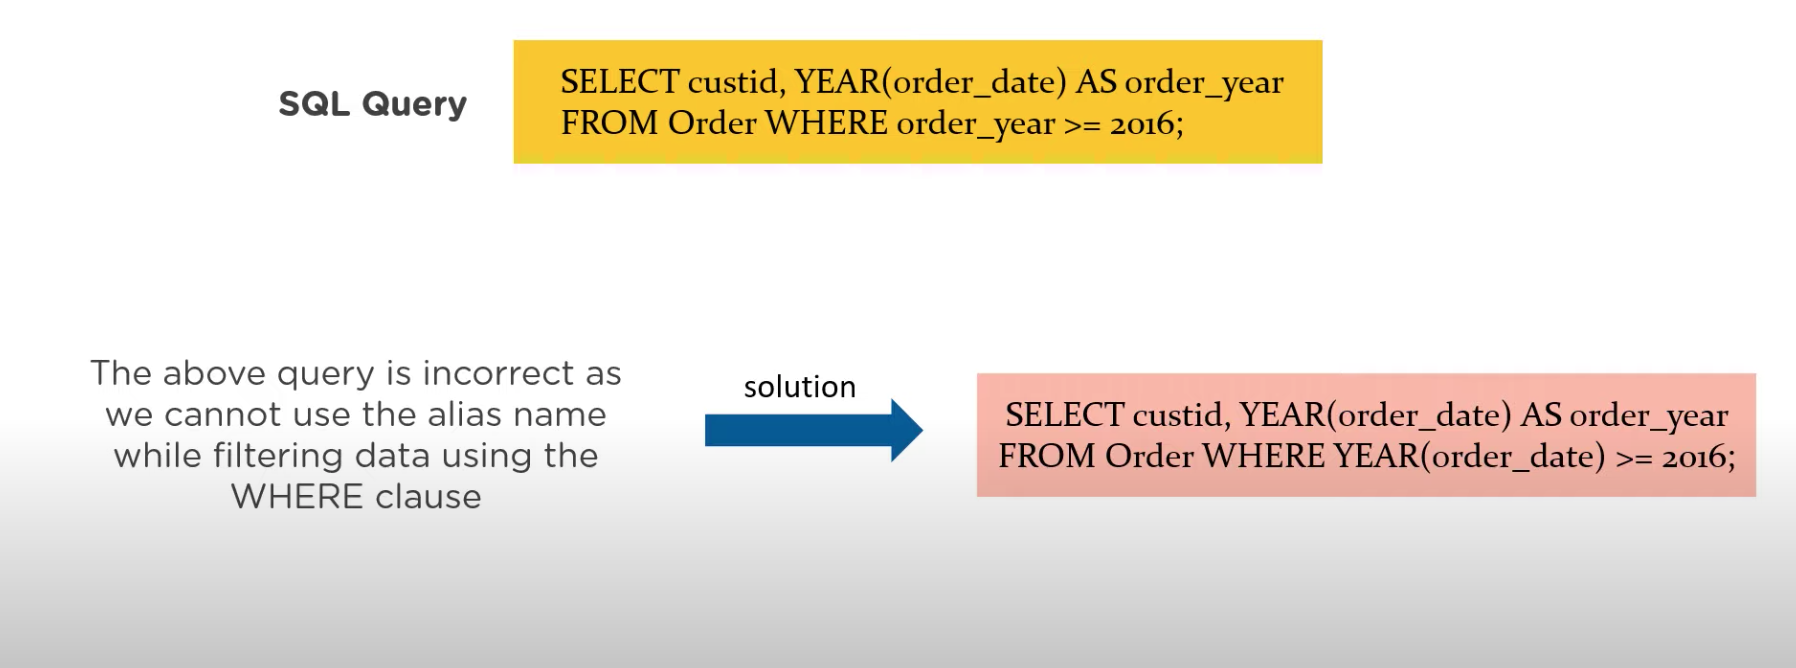 SQL Query
SELECT custid, YEAR(order_date) AS order_year
FROM Order WHERE order_year >= 2016;
The above query is incorrect as
we cannot use the alias name
while filtering data using the
WHERE clause
solution
SELECT custid, YEAR(order_date) AS order_year
FROM Order WHERE YEAR(order_date) >= 2016;